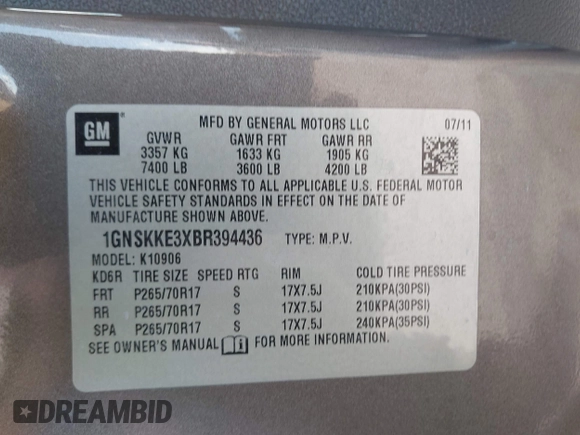 GM
MFD BY GENERAL MOTORS LLC 07/11
GVWR GAWR FRT GAWR RR
3357 KG 1633 KG 1905 KG
7400 LB 3600 LB 4200 LB
THIS VEHICLE CONFORMS TO ALL APPLICABLE U.S. FEDERAL MOTOR
VEHICLE SAFETY STANDARDS IN EFFECT ON THE DATE OF
MANUFACTURE SHOWN ABOVE.
1GNSKKE3XBR394436 TYPE: M.P.V.
MODEL: K10906
KD6R TIRE SIZE SPEED RTG RIM COLD TIRE PRESSURE
FRT P265/70R17 S 17X7.5J 210KPA(30PSI)
RR P265/70R17 S 17X7.5J 210KPA(30PSI)
SPA P265/70R17 S 17X7.5J 240KPA(35PSI)
SEE OWNER'S MANUAL FOR MORE INFORMATION.
DREAMBID